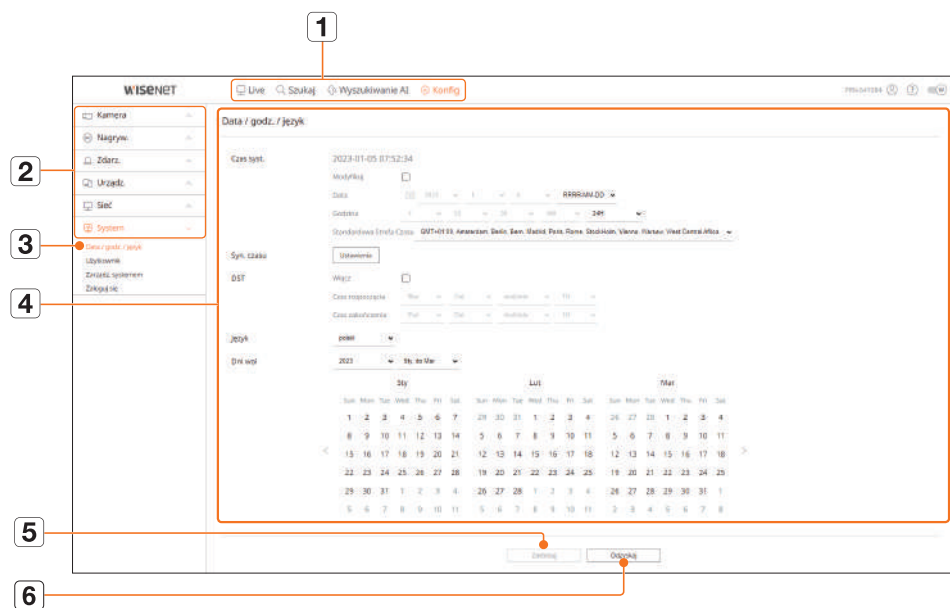 1
WISENET
Live Szukaj Wyszukiwanie AI Konfig
2
Kamera
Nagryw.
Zdarz.
Urządz.
Sieć
System
3
Data / godz. / język
Użytkownik
Zarządz. systemem
Zaloguj się
4
Data / godz. / język
Czas syst. 2023-01-05 07:52:34
Modyfikuj
Data RRRR-MM-DD
Godzina 24H
Standardowa Strefa Czasu GMT+01:00, Amsterdam, Berlin, Bern, Madrid, Paris, Rome, Stockholm, Vienna, Warsaw, West Central Africa
Syn. czasu Ustawienia
DST Włącz
Czas rozpoczęcia
Czas zakończenia
Język polski
Dni wol 2023 Sty. do Mar
Sty Lut Mar
Sun Mon Tue Wed Thu Fri Sat Sun Mon Tue Wed Thu Fri Sat Sun Mon Tue Wed Thu Fri Sat
1 2 3 4 5 6 7 29 30 31 1 2 3 4 26 27 28 1 2 3 4
8 9 10 11 12 13 14 5 6 7 8 9 10 11 5 6 7 8 9 10 11
15 16 17 18 19 20 21 12 13 14 15 16 17 18 12 13 14 15 16 17 18
22 23 24 25 26 27 28 19 20 21 22 23 24 25 19 20 21 22 23 24 25
29 30 31 1 2 3 4 26 27 28 1 2 3 4 26 27 28 29 30 31 1
5 6 7 8 9 10 11 5 6 7 8 9 10 11 2 3 4 5 6 7 8
5
Zastosuj Odzyskaj
6